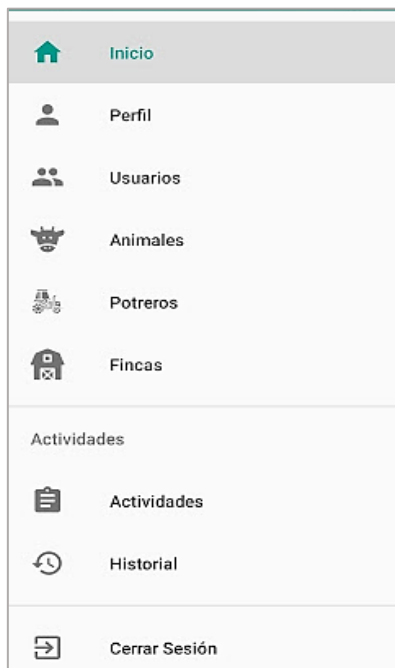 Inicio
Perfil
Usuarios
Animales
Potreros
Fincas
Actividades
Actividades
Historial
Cerrar Sesión